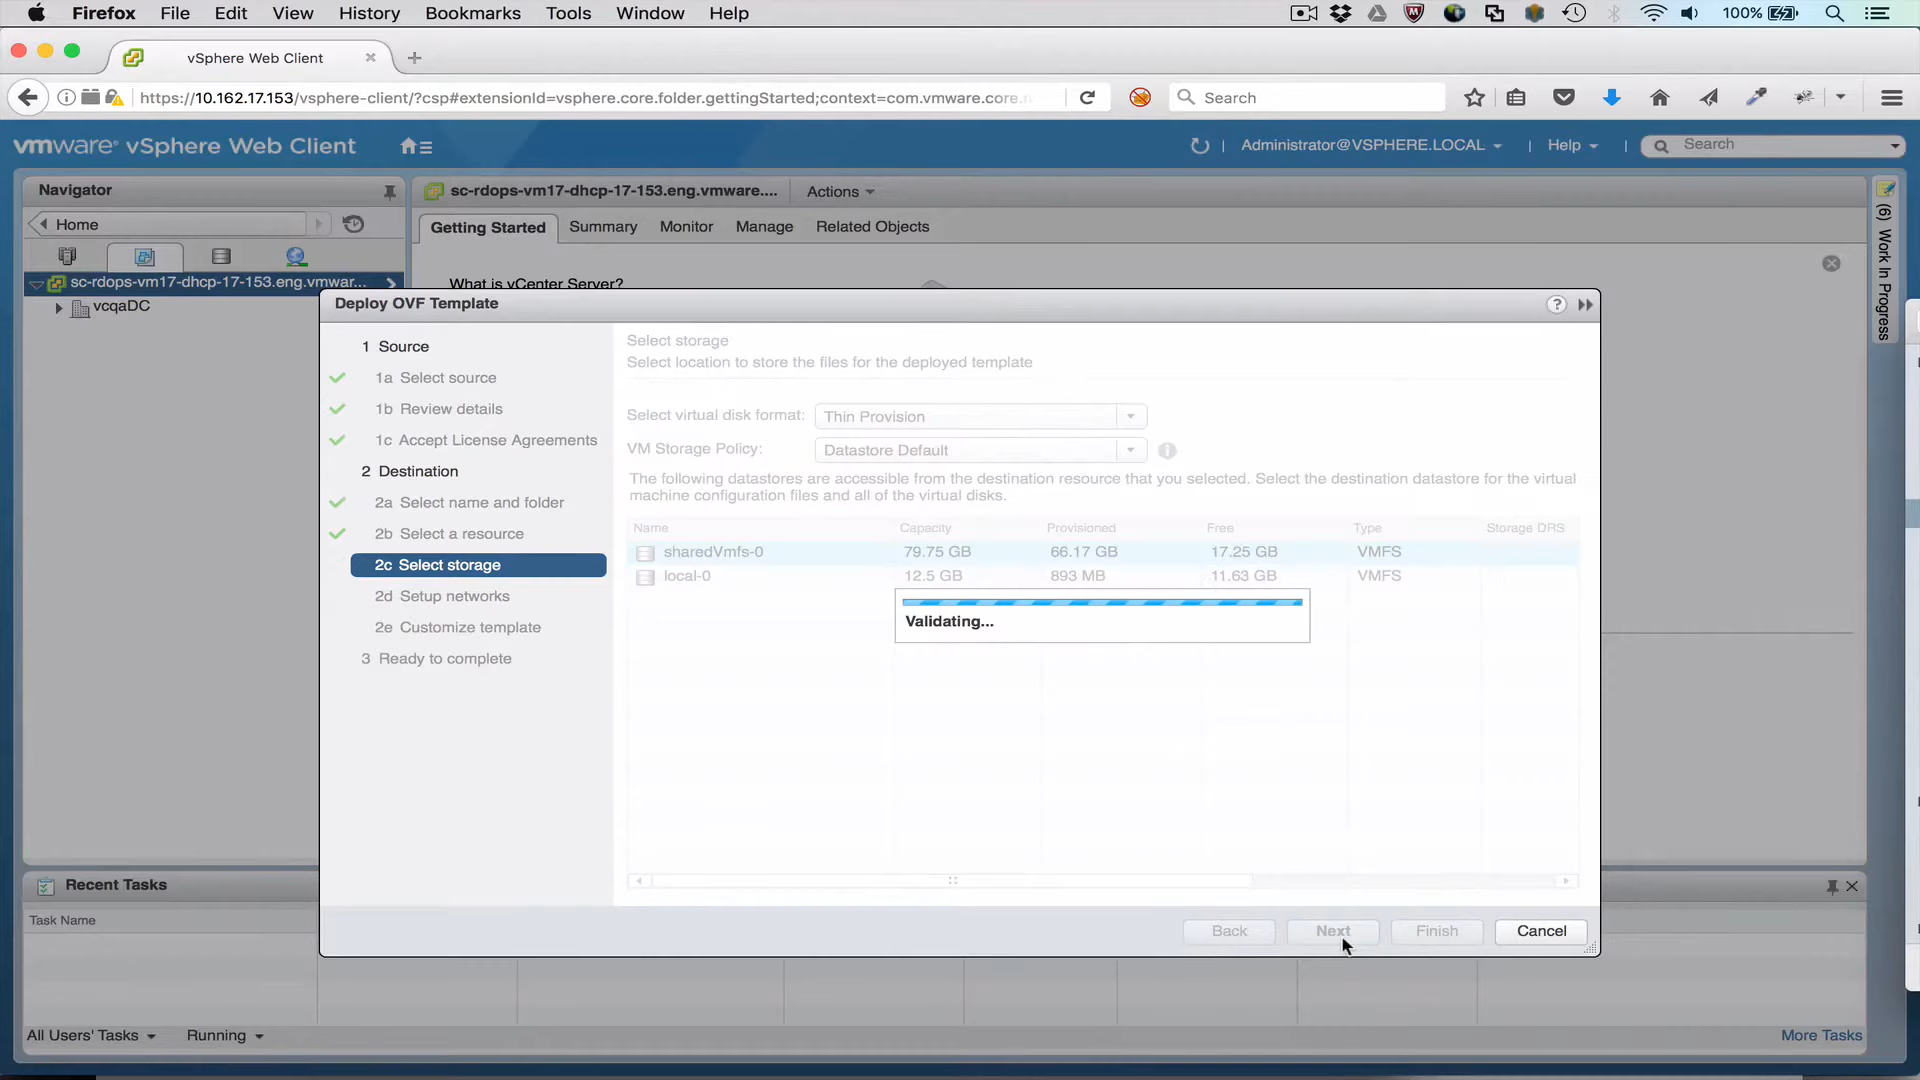 Firefox File Edit View History Bookmarks Tools Window Help 100%
vSphere Web Client
https://10.162.17.153/vsphere-client/?csp#extensionId=vsphere.core.folder.gettingStarted;context=com.vmware.core. Search
vmware® vSphere Web Client Administrator@VSPHERE.LOCAL | Help | Search
Navigator
Home
sc-rdops-vm17-dhcp-17-153.eng.vmwar...
vcqaDC
sc-rdops-vm17-dhcp-17-153.eng.vmware.... Actions
Getting Started Summary Monitor Manage Related Objects
What is vCenter Server?
(6) Work In Progress
Deploy OVF Template
1 Source
1a Select source
1b Review details
1c Accept License Agreements
2 Destination
2a Select name and folder
2b Select a resource
2c Select storage
2d Setup networks
2e Customize template
3 Ready to complete
Select storage
Select location to store the files for the deployed template
Select virtual disk format: Thin Provision
VM Storage Policy: Datastore Default
The following datastores are accessible from the destination resource that you selected. Select the destination datastore for the virtual
machine configuration files and all of the virtual disks.
Name Capacity Provisioned Free Type Storage DRS
sharedVmfs-0 79.75 GB 66.17 GB 17.25 GB VMFS
local-0 12.5 GB 893 MB 11.63 GB VMFS
Validating...
Back Next Finish Cancel
Recent Tasks
Task Name
All Users' Tasks Running More Tasks